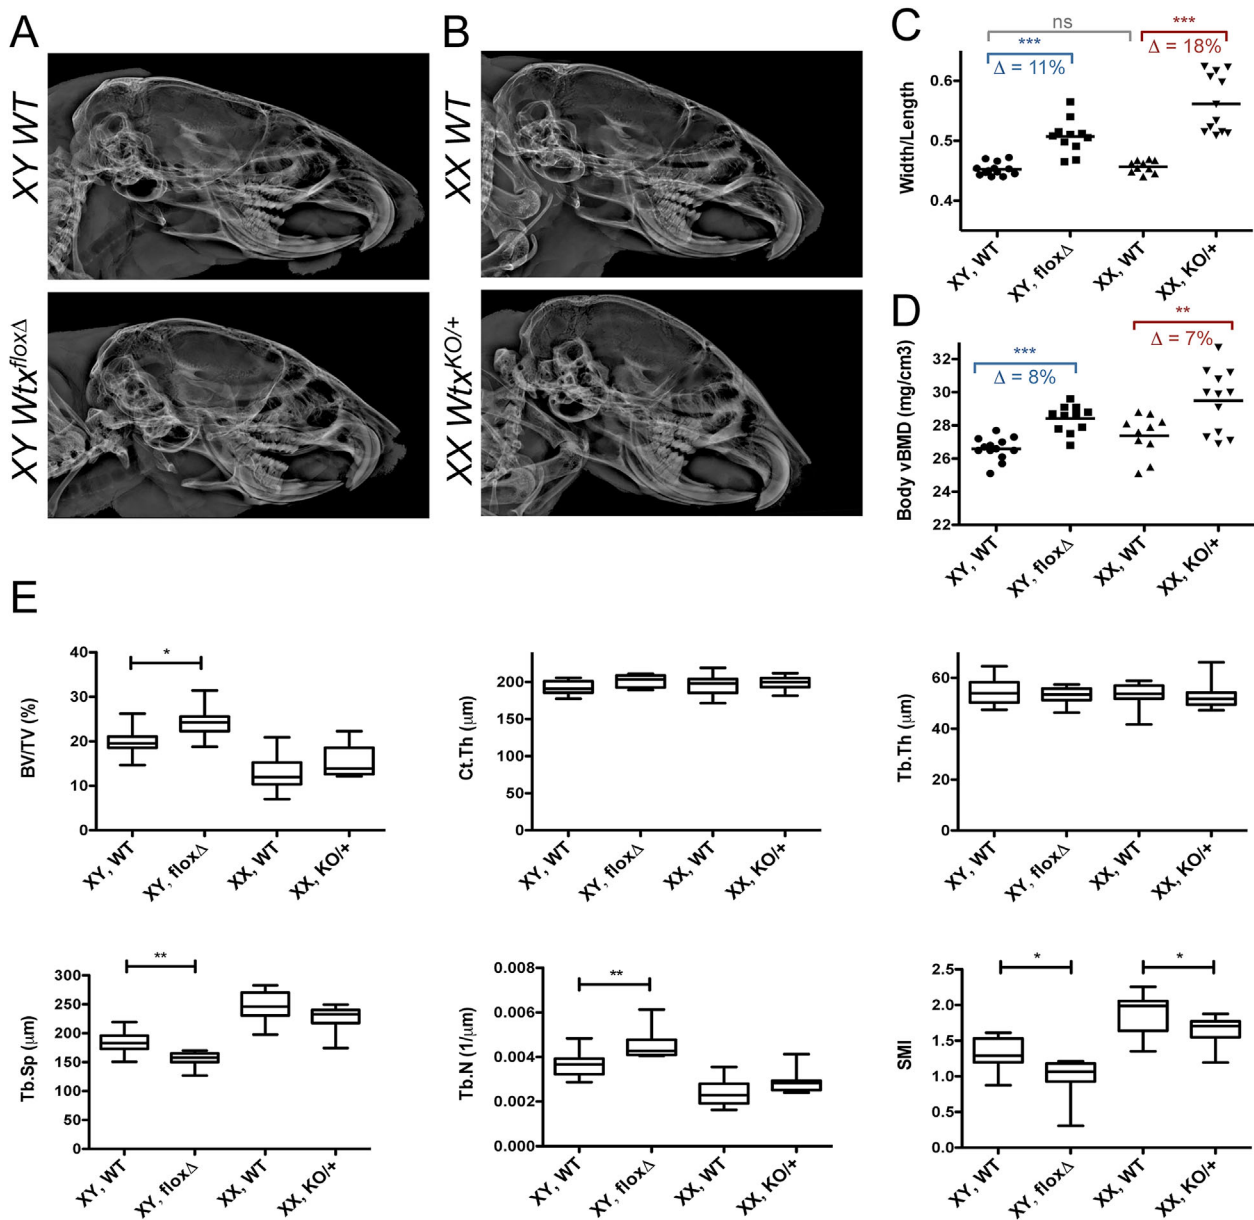 A
B
C
D
E
XY WT
XX WT
XY WtxfloxΔ
XX WtxKO/+
ns
***
***
Δ = 11%
Δ = 18%
Width/Length
0.6
0.5
0.4
XY, WT
XY, floxΔ
XX, WT
XX, KO/+
**
***
Δ = 7%
Δ = 8%
Body vBMD (mg/cm3)
32
30
28
26
24
22
XY, WT
XY, floxΔ
XX, WT
XX, KO/+
*
BV/TV (%)
40
30
20
10
0
XY, WT
XY, floxΔ
XX, WT
XX, KO/+
Ct.Th (μm)
200
150
100
50
0
XY, WT
XY, floxΔ
XX, WT
XX, KO/+
Tb.Th (μm)
60
40
20
0
XY, WT
XY, floxΔ
XX, WT
XX, KO/+
**
Tb.Sp (μm)
300
250
200
150
100
50
0
XY, WT
XY, floxΔ
XX, WT
XX, KO/+
**
Tb.N (1/μm)
0.008
0.006
0.004
0.002
0.000
XY, WT
XY, floxΔ
XX, WT
XX, KO/+
*
*
SMI
2.5
2.0
1.5
1.0
0.5
0.0
XY, WT
XY, floxΔ
XX, WT
XX, KO/+